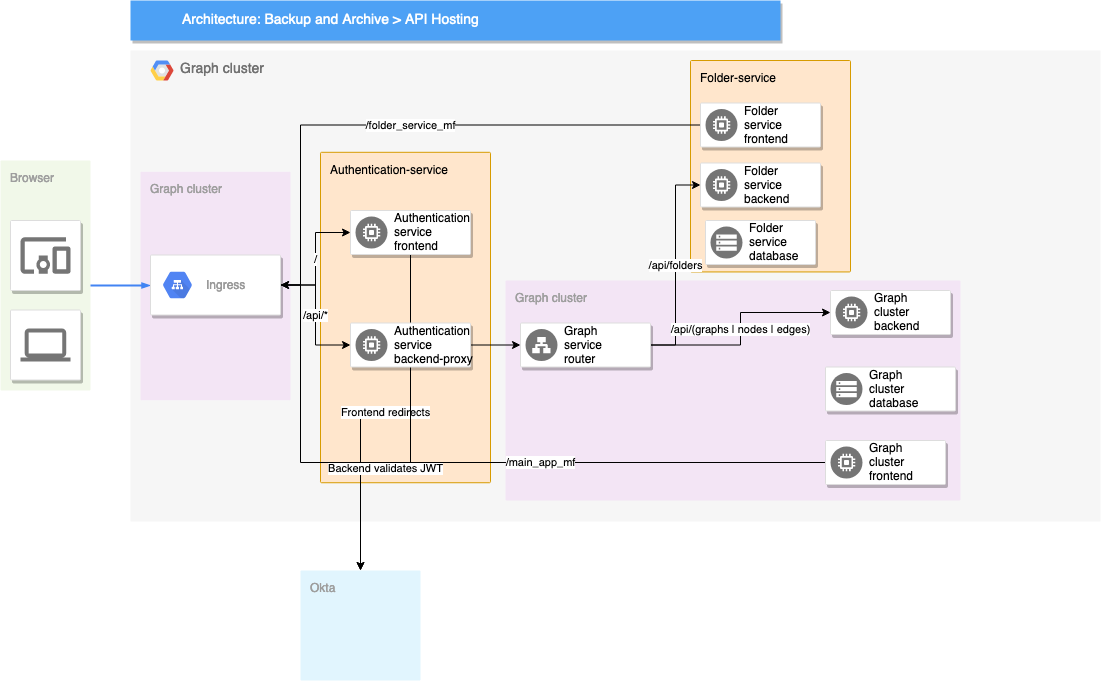 Architecture: Backup and Archive > API Hosting
Graph cluster
Folder-service
Folder
service
frontend
/folder_service_mf
Folder
service
backend
Folder
service
database
/api/folders
Browser
Graph cluster
Ingress
/
/api/*
Authentication-service
Authentication
service
frontend
Authentication
service
backend-proxy
Frontend redirects
Backend validates JWT
Graph cluster
Graph
service
router
/api/(graphs | nodes | edges)
Graph
cluster
backend
Graph
cluster
database
Graph
cluster
frontend
/main_app_mf
Okta